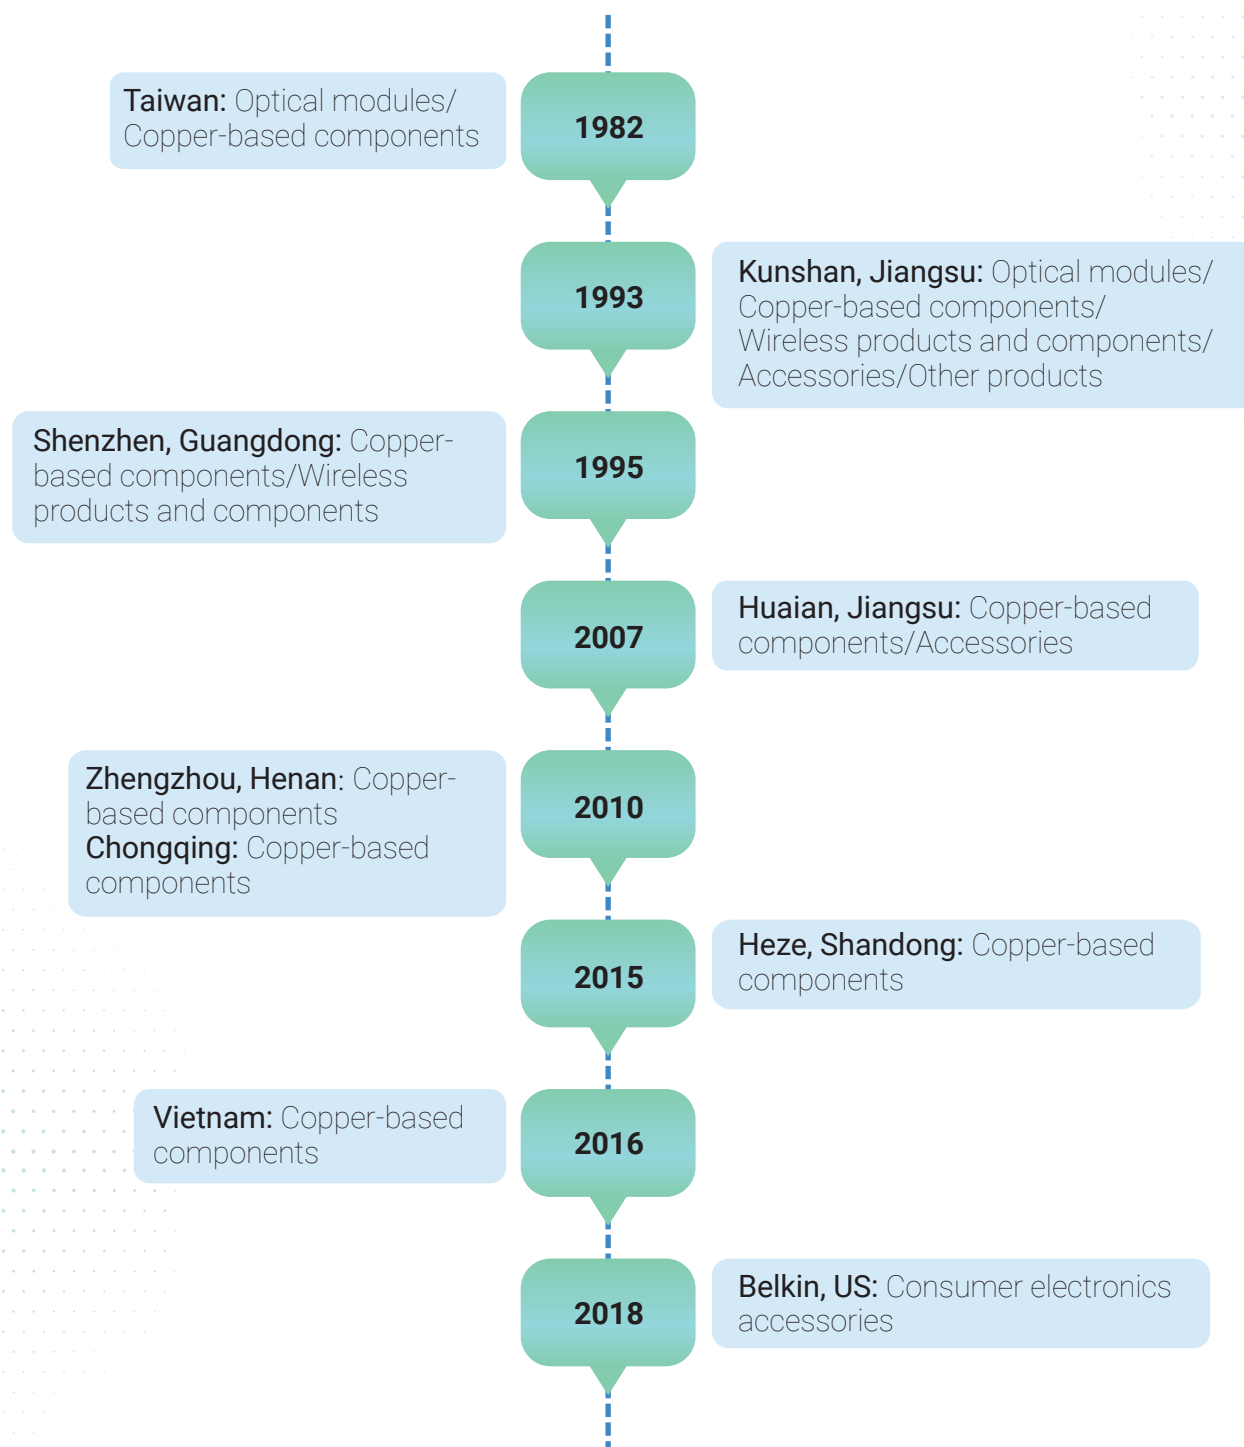 Taiwan: Optical modules/
Copper-based components
1982
1993
Kunshan, Jiangsu: Optical modules/
Copper-based components/
Wireless products and components/
Accessories/Other products
Shenzhen, Guangdong: Copper-
based components/Wireless
products and components
1995
2007
Huaian, Jiangsu: Copper-based
components/Accessories
Zhengzhou, Henan: Copper-
based components
Chongqing: Copper-based
components
2010
2015
Heze, Shandong: Copper-based
components
Vietnam: Copper-based
components
2016
2018
Belkin, US: Consumer electronics
accessories